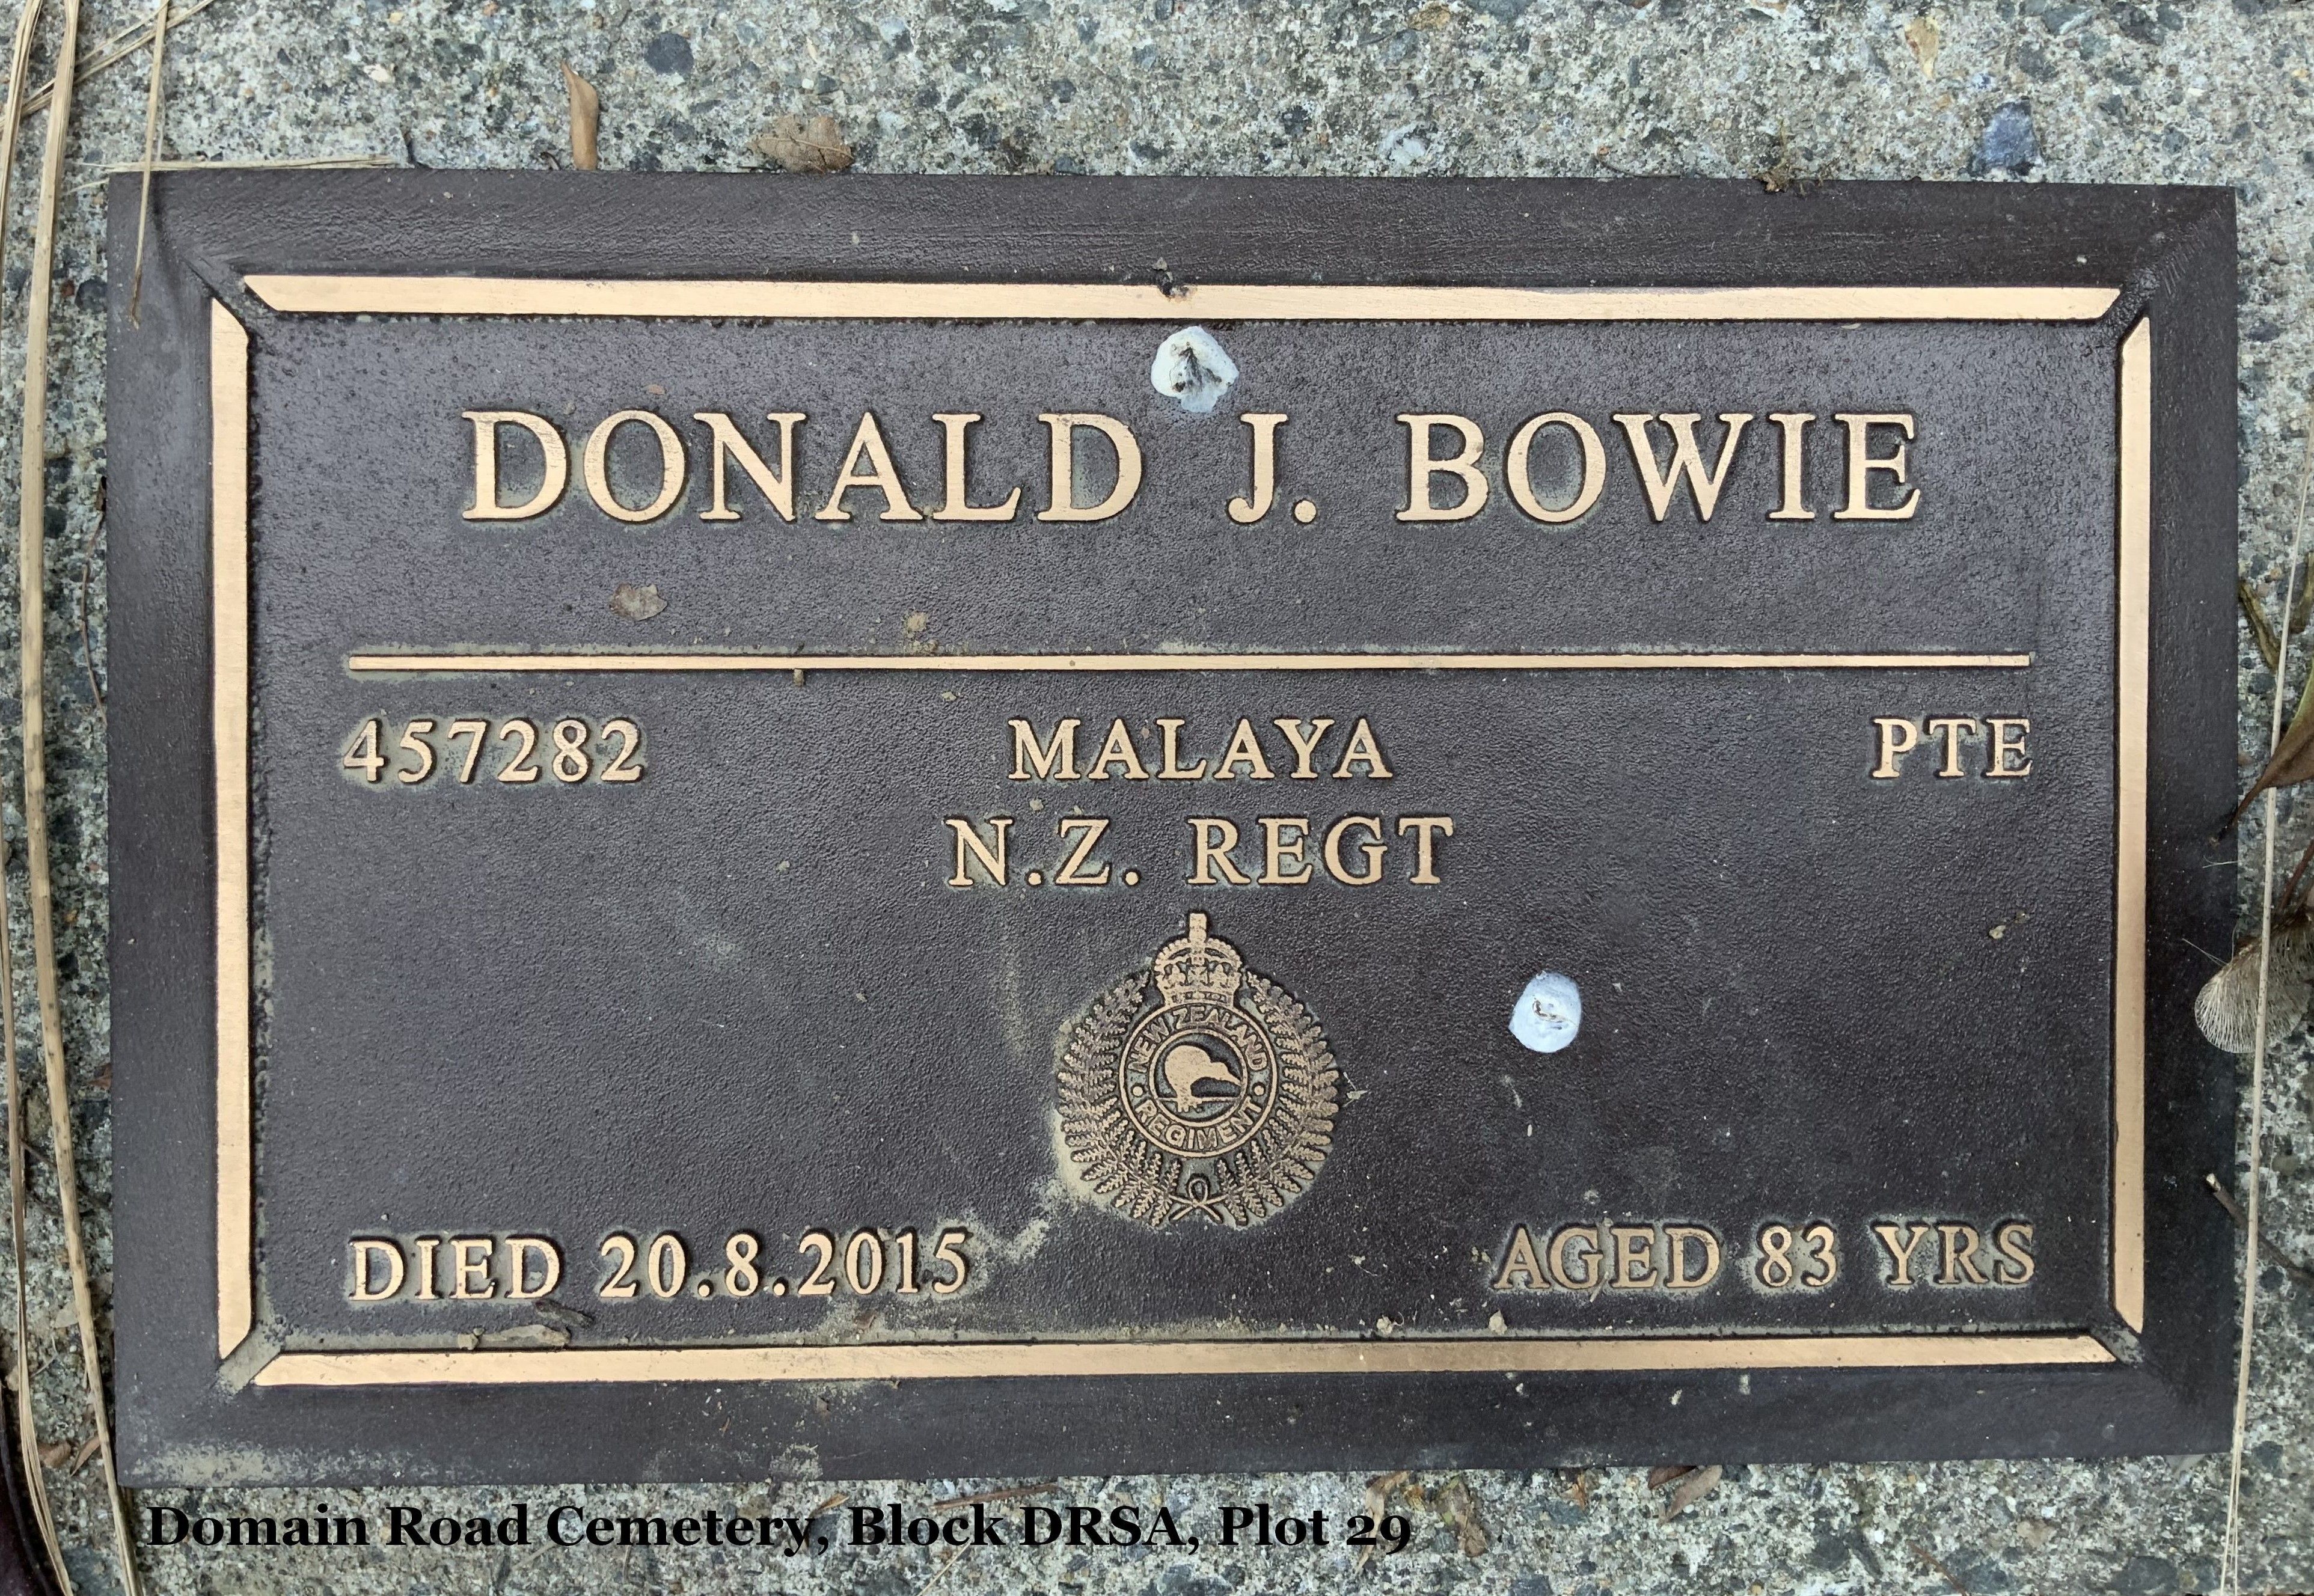 DONALD J. BOWIE
457282 MALAYA PTE
N.Z. REGT
NEW ZEALAND
REGIMENT
DIED 20.8.2015 AGED 83 YRS
Domain Road Cemetery, Block DRSA, Plot 29